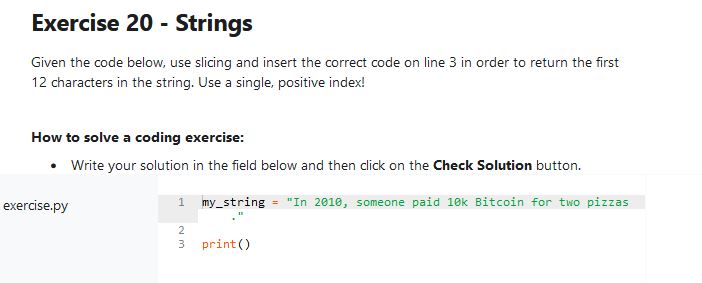 Exercise 20 - Strings
Given the code below, use slicing and insert the correct code on line 3 in order to return the first
12 characters in the string. Use a single, positive index!
How to solve a coding exercise:
• Write your solution in the field below and then click on the Check Solution button.
exercise.py
1 my_string = "In 2010, someone paid 10k Bitcoin for two pizzas
."
2
3 print()